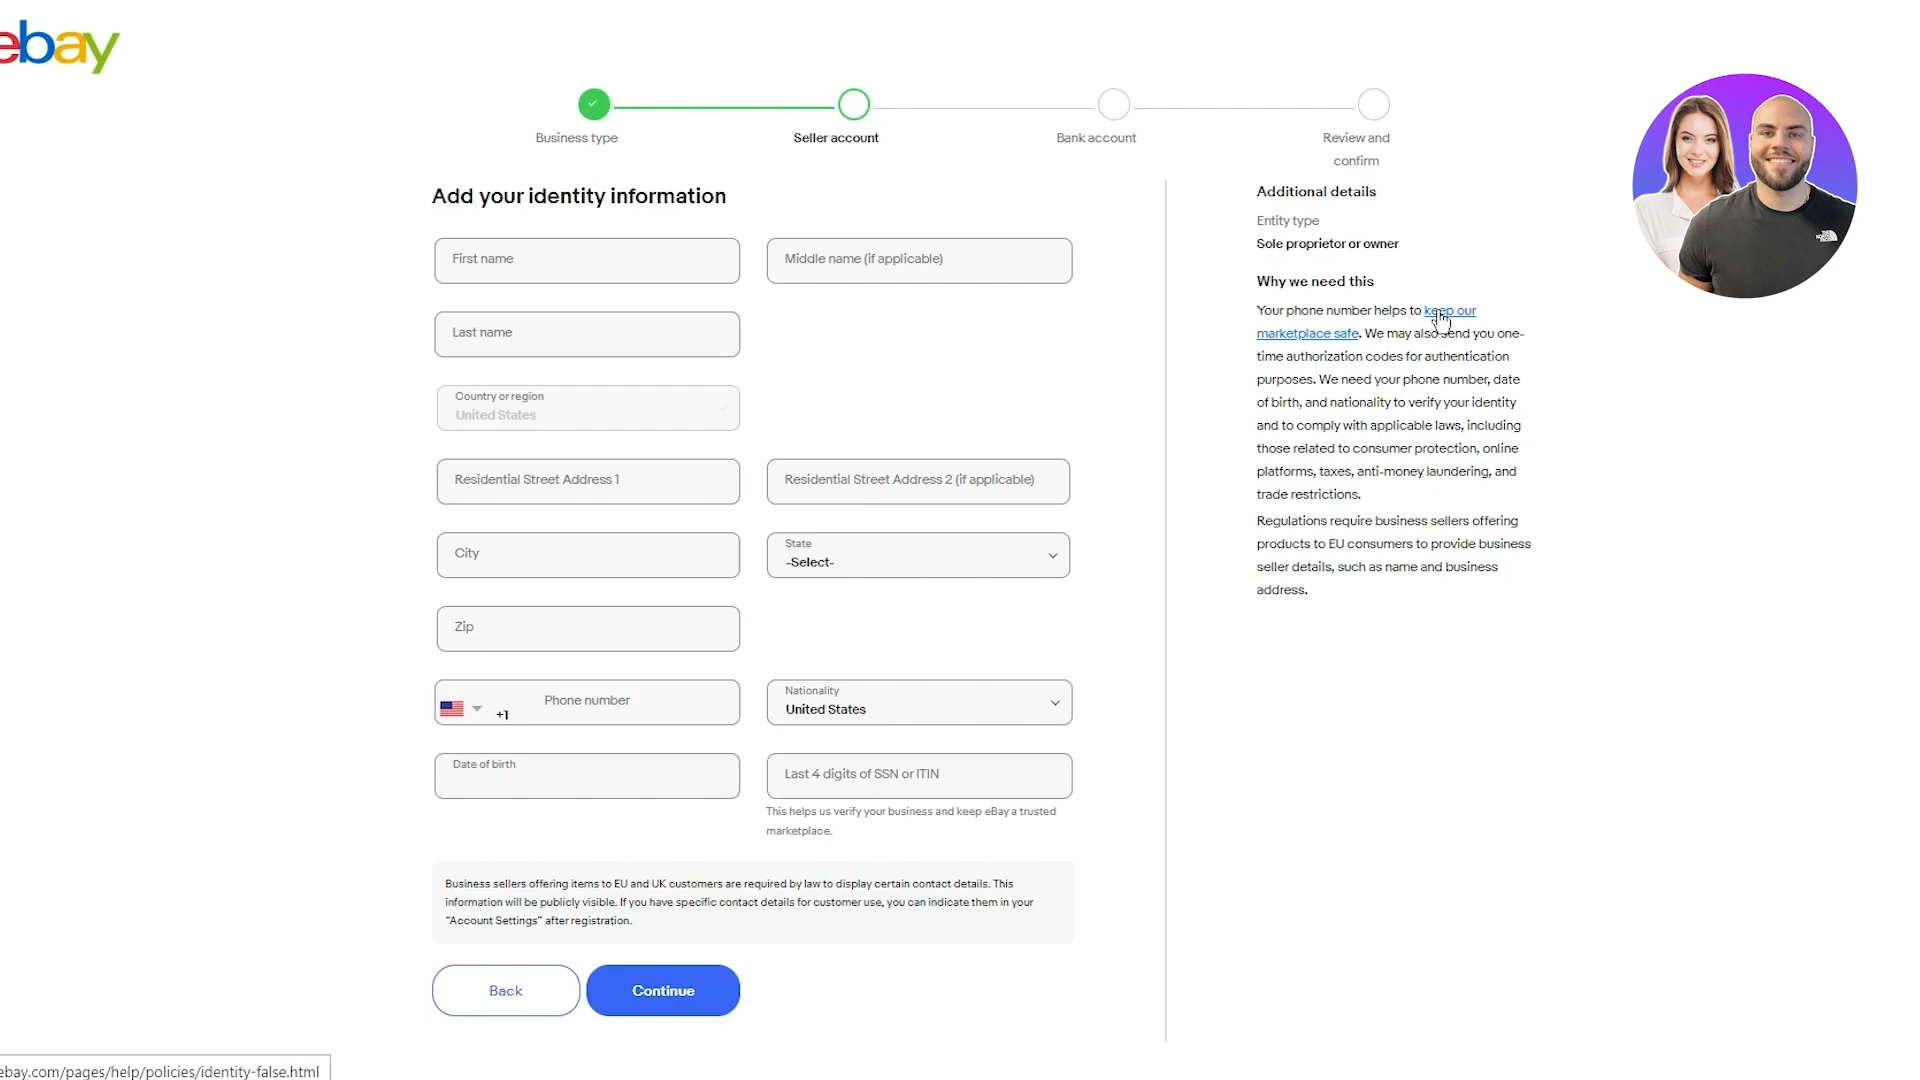 ebay
Business type
Seller account
Bank account
Review and
confirm
Add your identity information
First name
Middle name (if applicable)
Last name
Country or region
United States
Residential Street Address 1
Residential Street Address 2 (if applicable)
City
State
-Select-
Zip
Phone number
+1
Nationality
United States
Date of birth
Last 4 digits of SSN or ITIN
This helps us verify your business and keep eBay a trusted
marketplace.
Business sellers offering items to EU and UK customers are required by law to display certain contact details. This
information will be publicly visible. If you have specific contact details for customer use, you can indicate them in your
"Account Settings" after registration.
Back
Continue
Additional details
Entity type
Sole proprietor or owner
Why we need this
Your phone number helps to keep our
marketplace safe. We may also send you one-
time authorization codes for authentication
purposes. We need your phone number, date
of birth, and nationality to verify your identity
and to comply with applicable laws, including
those related to consumer protection, online
platforms, taxes, anti-money laundering, and
trade restrictions.
Regulations require business sellers offering
products to EU consumers to provide business
seller details, such as name and business
address.
THE NORTH FACE
ebay.com/pages/help/policies/identity-false.html